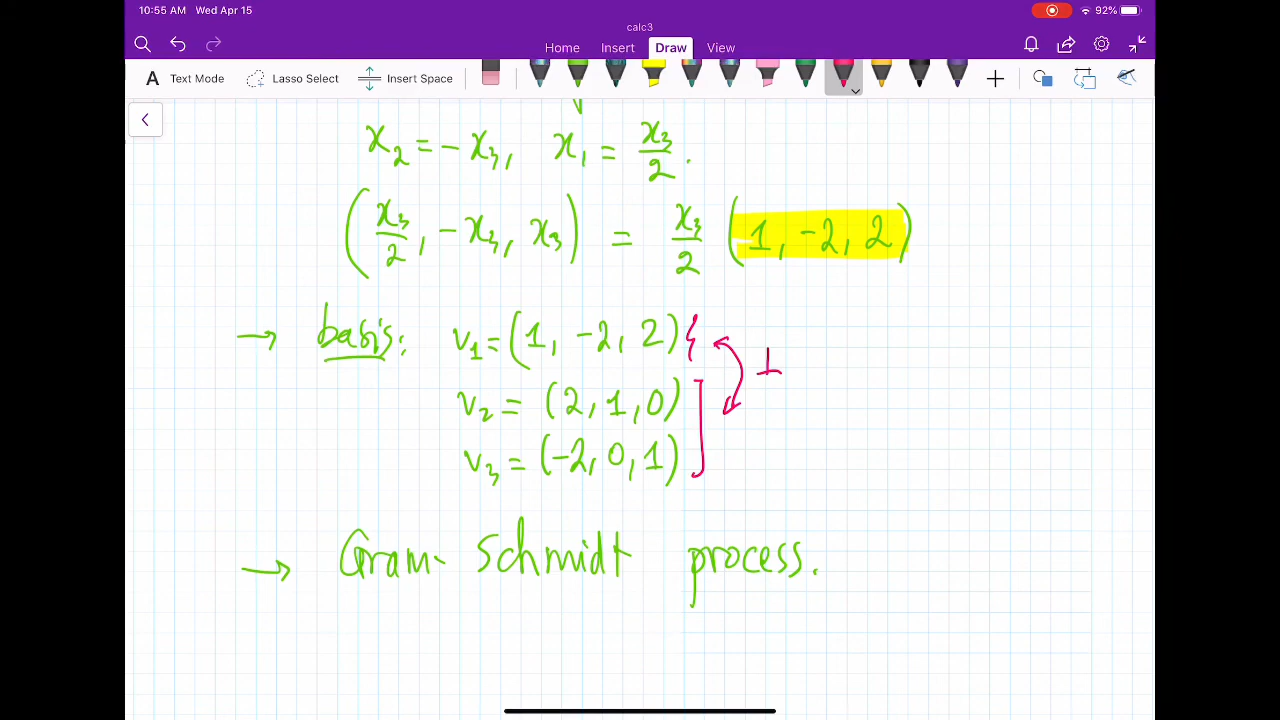 10:55 AM Wed Apr 15
92%
calc3
Home Insert Draw View
A Text Mode Lasso Select Insert Space
x₂ = -x₃, x₁ = x₃/2.
(x₃/2, -x₃, x₃) = x₃/2 (1, -2, 2)
→ basis: v₁ = (1, -2, 2)
⊥
v₂ = (2, 1, 0)
v₃ = (-2, 0, 1)
→ Gram-Schmidt process.